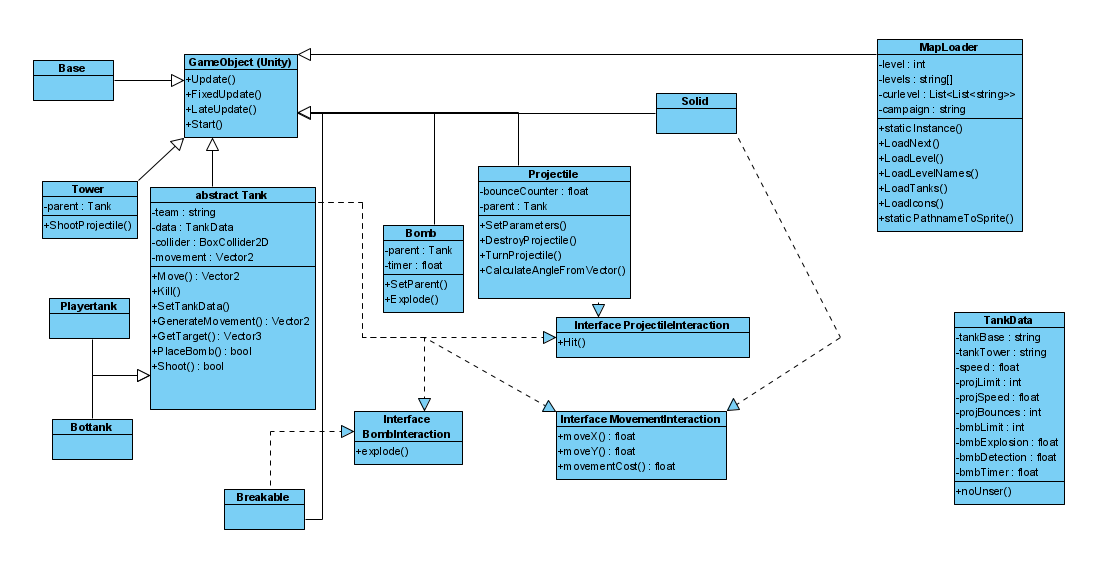 Base
GameObject (Unity)
+Update()
+FixedUpdate()
+LateUpdate()
+Start()
MapLoader
-level : int
-levels : string[]
-curlevel : List<List<string>>
-campaign : string
+static Instance()
+LoadNext()
+LoadLevel()
+LoadLevelNames()
+LoadTanks()
+LoadIcons()
+static PathnameToSprite()
Solid
Tower
-parent : Tank
+ShootProjectile()
abstract Tank
-team : string
-data : TankData
-collider : BoxCollider2D
-movement : Vector2
+Move() : Vector2
+Kill()
+SetTankData()
+GenerateMovement() : Vector2
+GetTarget() : Vector3
+PlaceBomb() : bool
+Shoot() : bool
Projectile
-bounceCounter : float
-parent : Tank
+SetParameters()
+DestroyProjectile()
+TurnProjectile()
+CalculateAngleFromVector()
Bomb
-parent : Tank
-timer : float
+SetParent()
+Explode()
Playertank
Bottank
Interface ProjectileInteraction
+Hit()
TankData
-tankBase : string
-tankTower : string
-speed : float
-projLimit : int
-projSpeed : float
-projBounces : int
-bmbLimit : int
-bmbExplosion : float
-bmbDetection : float
-bmbTimer : float
+noUnser()
Interface
BombInteraction
+explode()
Interface MovementInteraction
+moveX() : float
+moveY() : float
+movementCost() : float
Breakable